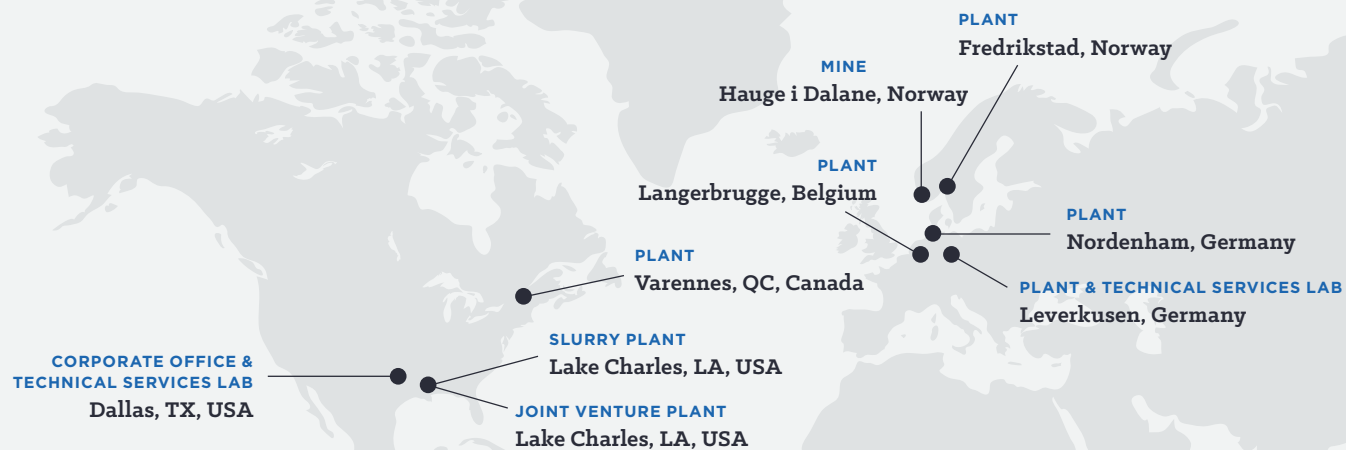 PLANT
Fredrikstad, Norway
MINE
Hauge i Dalane, Norway
PLANT
Langerbrugge, Belgium
PLANT
Nordenham, Germany
PLANT
Varennes, QC, Canada
PLANT & TECHNICAL SERVICES LAB
Leverkusen, Germany
SLURRY PLANT
Lake Charles, LA, USA
CORPORATE OFFICE &
TECHNICAL SERVICES LAB
Dallas, TX, USA
JOINT VENTURE PLANT
Lake Charles, LA, USA